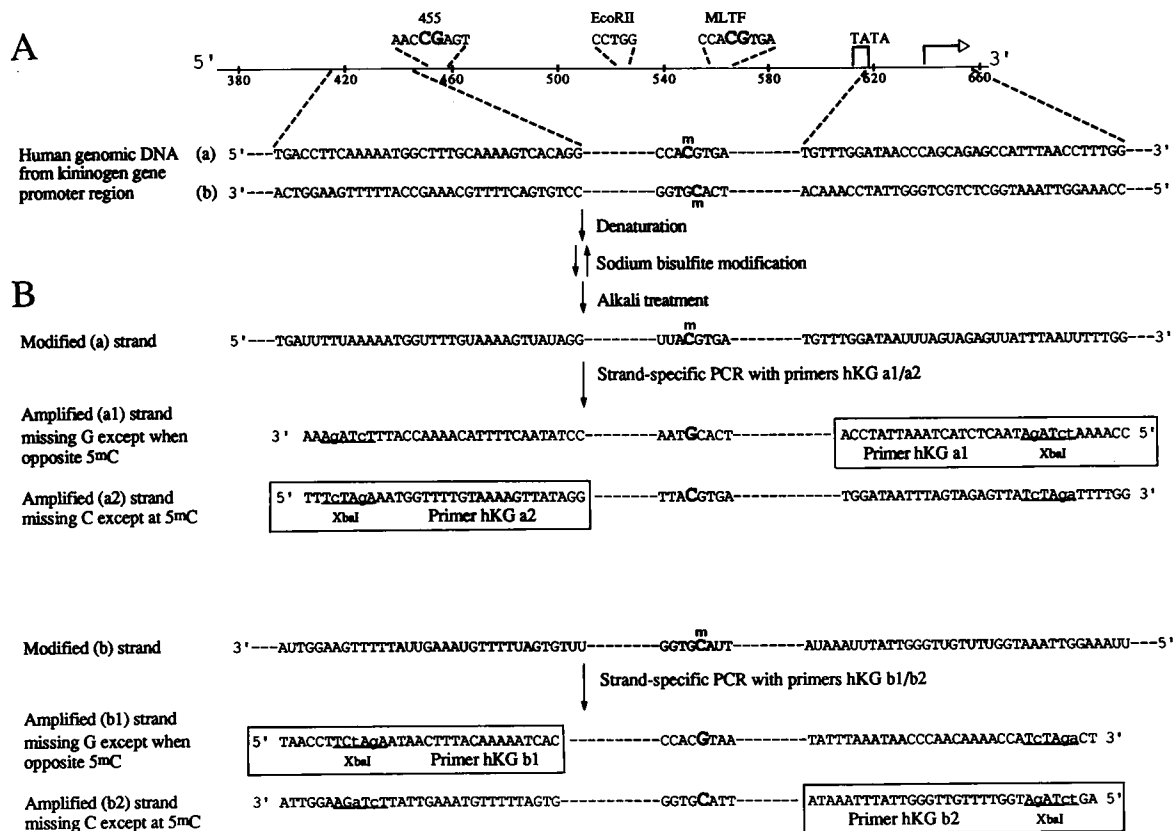 A
455
EcoRII
MLTF
AACCGAGT
CCTGG
CCACGTGA
TATA
5' 3'
380 420 460 500 540 580 620 660
m
Human genomic DNA (a) 5'---TGACCTTCAAAAATGGCTTTGCAAAAGTCACAGG-------CCACGTGA-------TGTTTGGATAACCCAGCAGAGCCATTTAACCTTTGG---3'
from kininogen gene
promoter region (b) 3'---ACTGGAAGTTTTTACCGAAACGTTTTCAGTGTCC-------GGTGCACT-------ACAAACCTATTGGGTCGTCTCGGTAAATTGGAAACC---5'
m
Denaturation
Sodium bisulfite modification
B
Alkali treatment
m
Modified (a) strand 5'---TGAUUTTUAAAAATGGUTTTGUAAAAGTUAUAGG-------UUACGTGA-------TGTTTGGATAAUUUAGUAGAGUUATTTAAUUTTTGG---3'
Strand-specific PCR with primers hKG a1/a2
Amplified (a1) strand
missing G except when 3' AAAgATcTTTACCAAAACATTTTCAATATCC-------AATGCACT-------ACCTATTAAATCATCTCAATAgATCtAAAACC 5'
opposite 5mC Primer hKG a1 XbaI
Amplified (a2) strand 5' TTTcTAgAAATGGTTTTGTAAAAGTTATAGG-------TTACGTGA-------TGGATAATTTAGTAGAGTTATcTAgaTTTTGG 3'
missing C except at 5mC XbaI Primer hKG a2
m
Modified (b) strand 3'---AUTGGAAGTTTTTAUTGAAAUGTTTTUAGTGTUU-------GGTGCAUT-------AUAAAUUTATTGGGTUGTUTUGGTAAATTGGAAAUU---5'
Strand-specific PCR with primers hKG b1/b2
Amplified (b1) strand
missing G except when 5' TAACCTTCtAgAATAACTTTACAAAAATCAC-------CCACGTAA-------TATTTAAATAACCCAACAAAACCATcTAgaCT 3'
opposite 5mC XbaI Primer hKG b1
Amplified (b2) strand 3' ATTGGAAGaTcTTATTGAAATGTTTTTAGTG-------GGTGCATT-------ATAAATTTATTGGGTTGTTTTGGTAgATCtGA 5'
missing C except at 5mC Primer hKG b2 XbaI